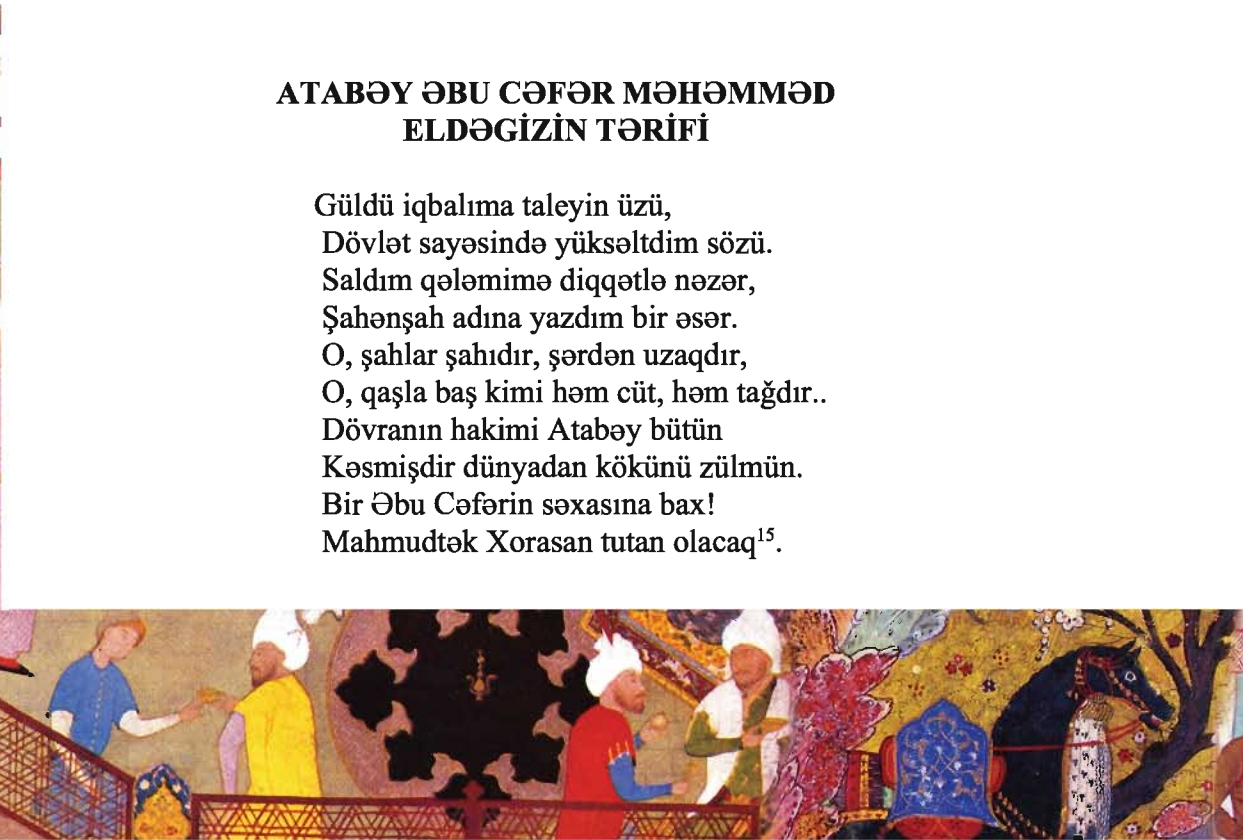 ATABƏY ƏBU CƏFƏR MƏHƏMMƏD
ELDƏGİZİN TƏRİFİ
Güldü iqbalıma taleyin üzü,
Dövlət sayəsində yüksəltdim sözü.
Saldım qələmimə diqqətlə nəzər,
Şahənşah adına yazdım bir əsər.
O, şahlar şahıdır, şərdən uzaqdır,
O, qaşla baş kimi həm cüt, həm tağdır..
Dövranın hakimi Atabəy bütün
Kəsmişdir dünyadan kökünü zülmün.
Bir Əbu Cəfərin səxasına bax!
Mahmudtək Xorasan tutan olacaq¹⁵.